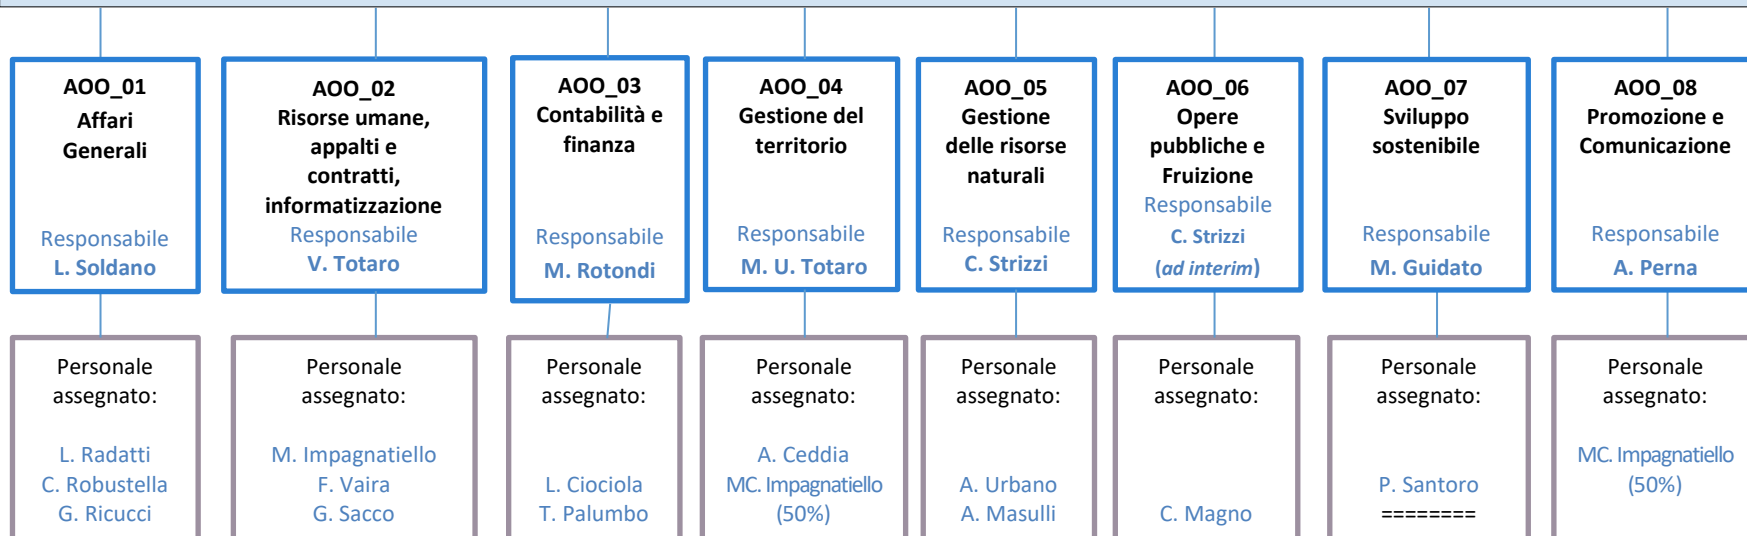 AOO_01
Affari
Generali
Responsabile
L. Soldano
AOO_02
Risorse umane,
appalti e
contratti,
informatizzazione
Responsabile
V. Totaro
AOO_03
Contabilità e
finanza
Responsabile
M. Rotondi
AOO_04
Gestione del
territorio
Responsabile
M. U. Totaro
AOO_05
Gestione
delle risorse
naturali
Responsabile
C. Strizzi
AOO_06
Opere
pubbliche e
Fruizione
Responsabile
C. Strizzi
(ad interim)
AOO_07
Sviluppo
sostenibile
Responsabile
M. Guidato
AOO_08
Promozione e
Comunicazione
Responsabile
A. Perna
Personale
assegnato:
L. Radatti
C. Robustella
G. Ricucci
Personale
assegnato:
M. Impagnatiello
F. Vaira
G. Sacco
Personale
assegnato:
L. Ciociola
T. Palumbo
Personale
assegnato:
A. Ceddia
MC. Impagnatiello
(50%)
Personale
assegnato:
A. Urbano
A. Masulli
Personale
assegnato:
C. Magno
Personale
assegnato:
P. Santoro
========
Personale
assegnato:
MC. Impagnatiello
(50%)